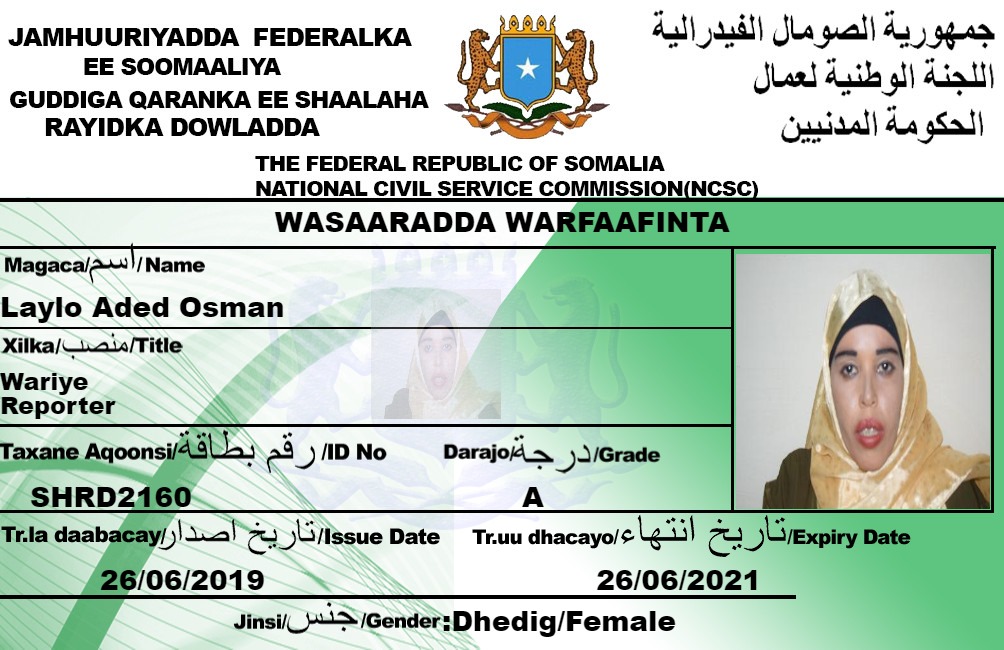 JAMHUURIYADDA FEDERALKA
EE SOOMAALIYA
GUDDIGA QARANKA EE SHAALAHA
RAYIDKA DOWLADDA
جمهورية الصومال الفيدرالية
اللجنة الوطنية لعمال
الحكومة المدنيين
THE FEDERAL REPUBLIC OF SOMALIA
NATIONAL CIVIL SERVICE COMMISSION(NCSC)
WASAARADDA WARFAAFINTA
Magaca/اسم/Name
Laylo Aded Osman
Xilka/منصب/Title
Wariye
Reporter
Taxane Aqoonsi/رقم بطاقة/ID No
Darajo/درجة/Grade
SHRD2160
A
Tr.la daabacay/تاريخ اصدار/Issue Date
Tr.uu dhacayo/تاريخ انتهاء/Expiry Date
26/06/2019
26/06/2021
Jinsi/جنس/Gender:Dhedig/Female